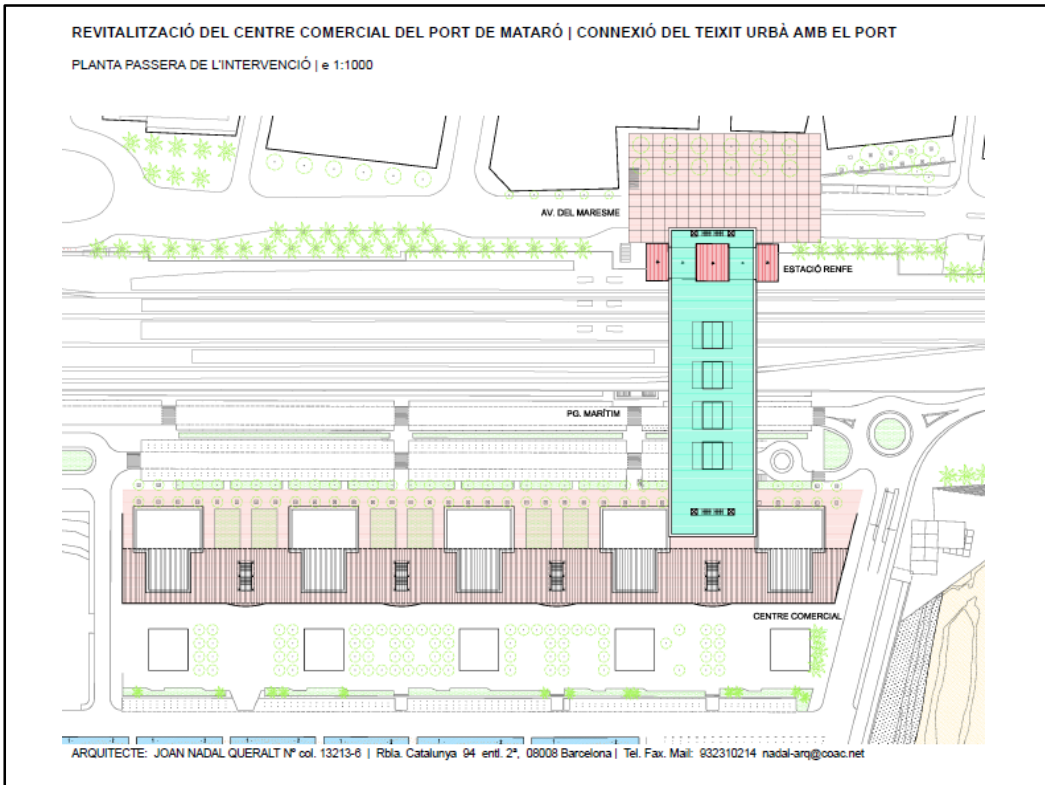 REVITALITZACIÓ DEL CENTRE COMERCIAL DEL PORT DE MATARÓ | CONNEXIÓ DEL TEIXIT URBÀ AMB EL PORT
PLANTA PASSERA DE L'INTERVENCIÓ | e 1:1000
AV. DEL MARESME
ESTACIÓ RENFE
PG. MARÍTIM
CENTRE COMERCIAL
ARQUITECTE: JOAN NADAL QUERALT Nº col. 13213-6 | Rbla. Catalunya 94 entl. 2ª, 08008 Barcelona | Tel. Fax. Mail: 932310214 nadal-arq@coac.net